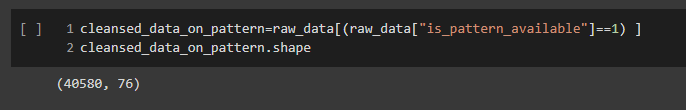 [ ] 1 cleansed_data_on_pattern=raw_data[(raw_data["is_pattern_available"]==1) ]
2 cleansed_data_on_pattern.shape
(40580, 76)